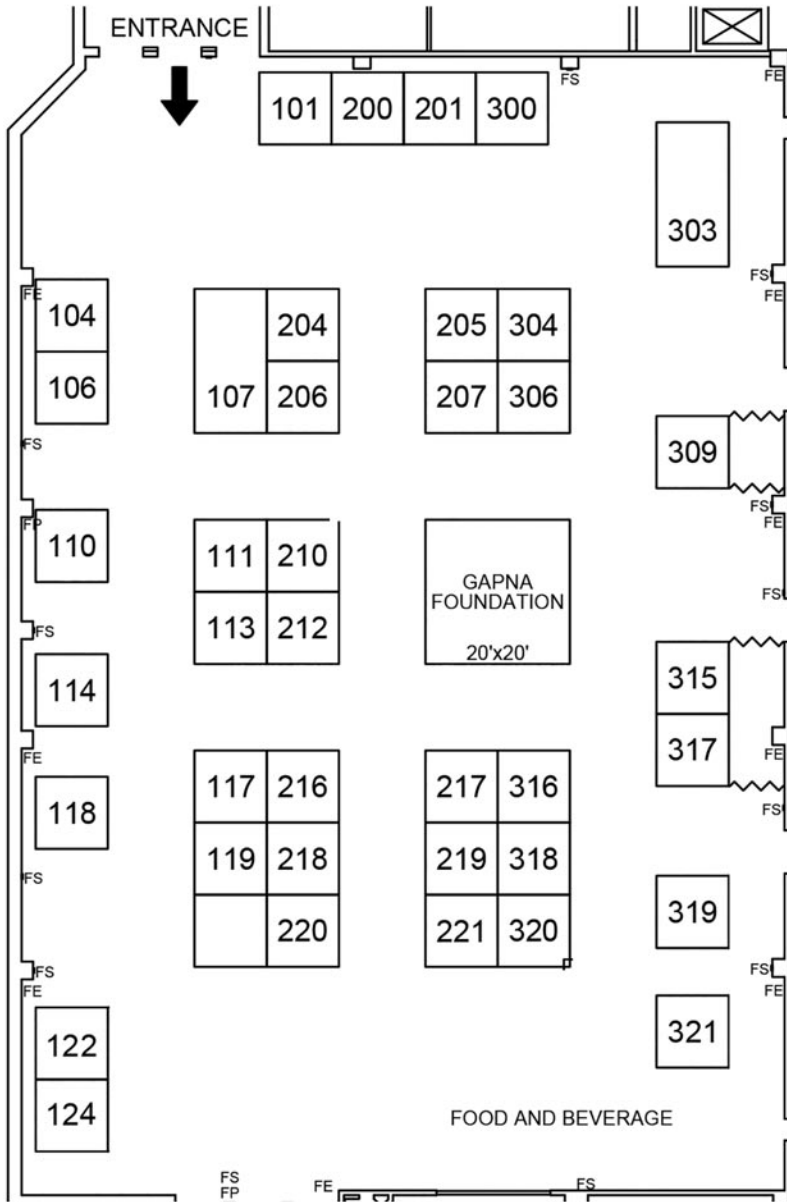 ENTRANCE
FS
FE
101 200 201 300
303
FS
FE
FE
104
106
204
107 206
205 304
207 306
FS
309
FS
FE
FP
110
111 210
113 212
GAPNA
FOUNDATION
20'x20'
FS
FS
114
315
317
FE
FE
118
117 216
119 218
220
217 316
219 318
221 320
FS
FS
319
FS
FE
FS
FE
321
122
124
FOOD AND BEVERAGE
FS
FP
FE
FS